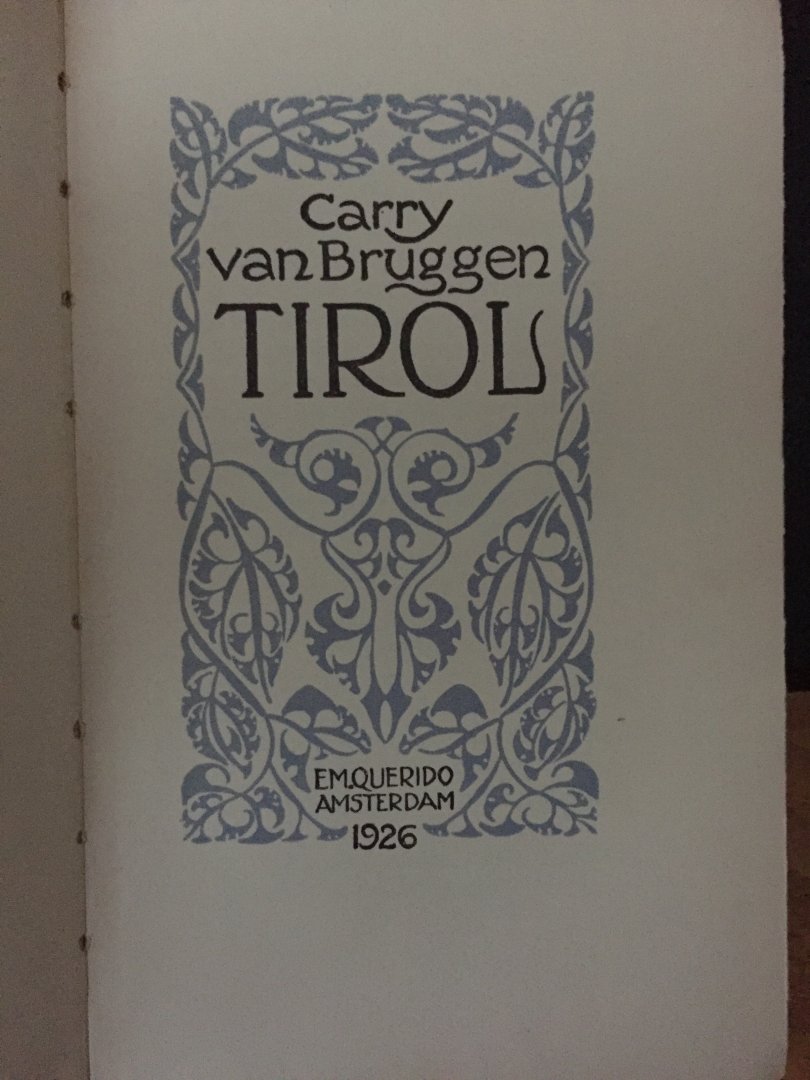 Carry
van Bruggen
TIROL
EM. QUERIDO
AMSTERDAM
1926